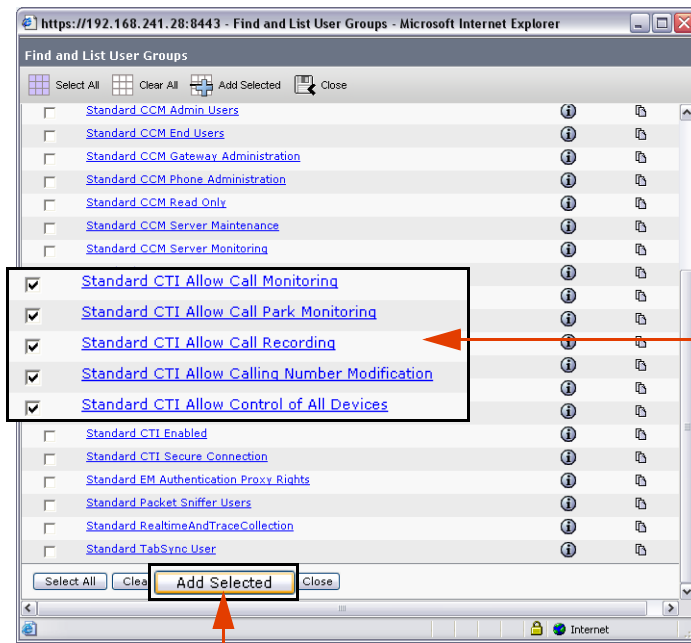 https://192.168.241.28:8443 - Find and List User Groups - Microsoft Internet Explorer
Find and List User Groups
Select All Clear All Add Selected Close
Standard CCM Admin Users
Standard CCM End Users
Standard CCM Gateway Administration
Standard CCM Phone Administration
Standard CCM Read Only
Standard CCM Server Maintenance
Standard CCM Server Monitoring
Standard CTI Allow Call Monitoring
Standard CTI Allow Call Park Monitoring
Standard CTI Allow Call Recording
Standard CTI Allow Calling Number Modification
Standard CTI Allow Control of All Devices
Standard CTI Enabled
Standard CTI Secure Connection
Standard EM Authentication Proxy Rights
Standard Packet Sniffer Users
Standard RealtimeAndTraceCollection
Standard TabSync User
Select All Clea Add Selected Close
Internet